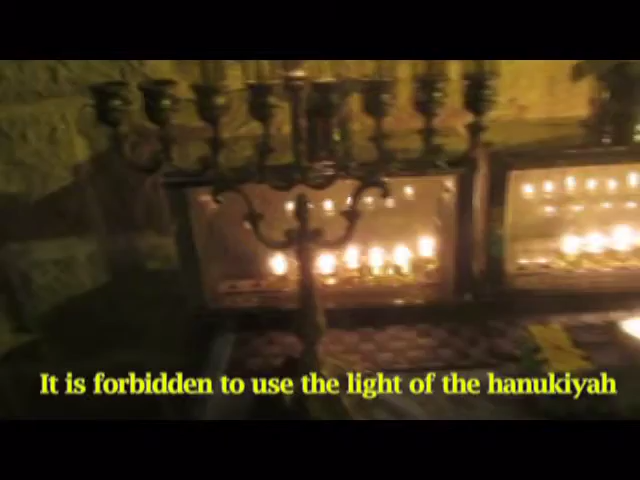 It is forbidden to use the light of the hanukiyah